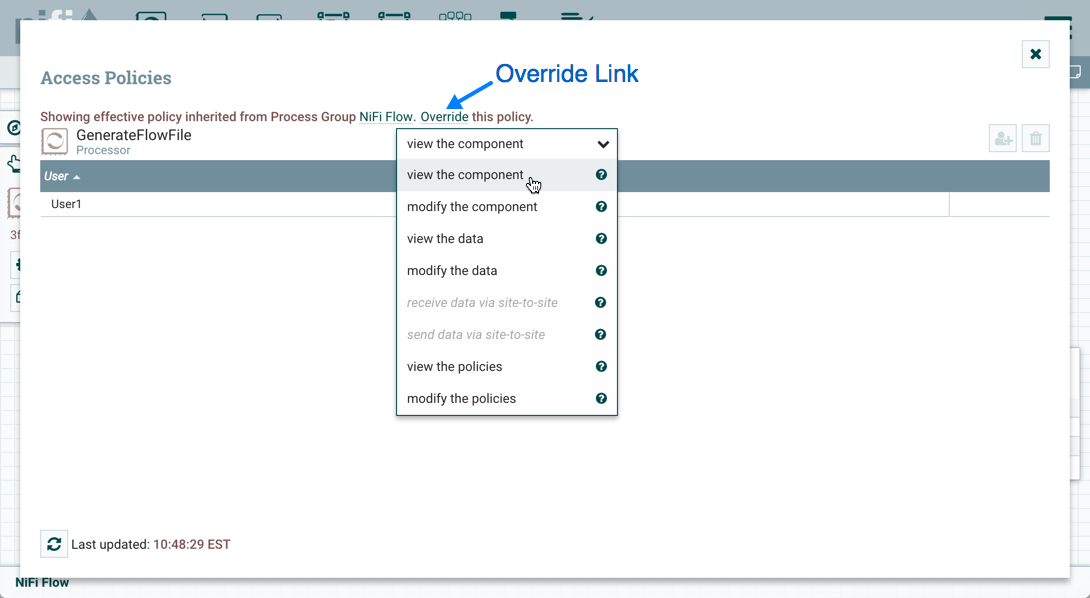 nifi
Override Link
Access Policies
Showing effective policy inherited from Process Group NiFi Flow. Override this policy.
GenerateFlowFile
Processor
view the component
view the component
modify the component
view the data
modify the data
receive data via site-to-site
send data via site-to-site
view the policies
modify the policies
User
User1
Last updated: 10:48:29 EST
NiFi Flow